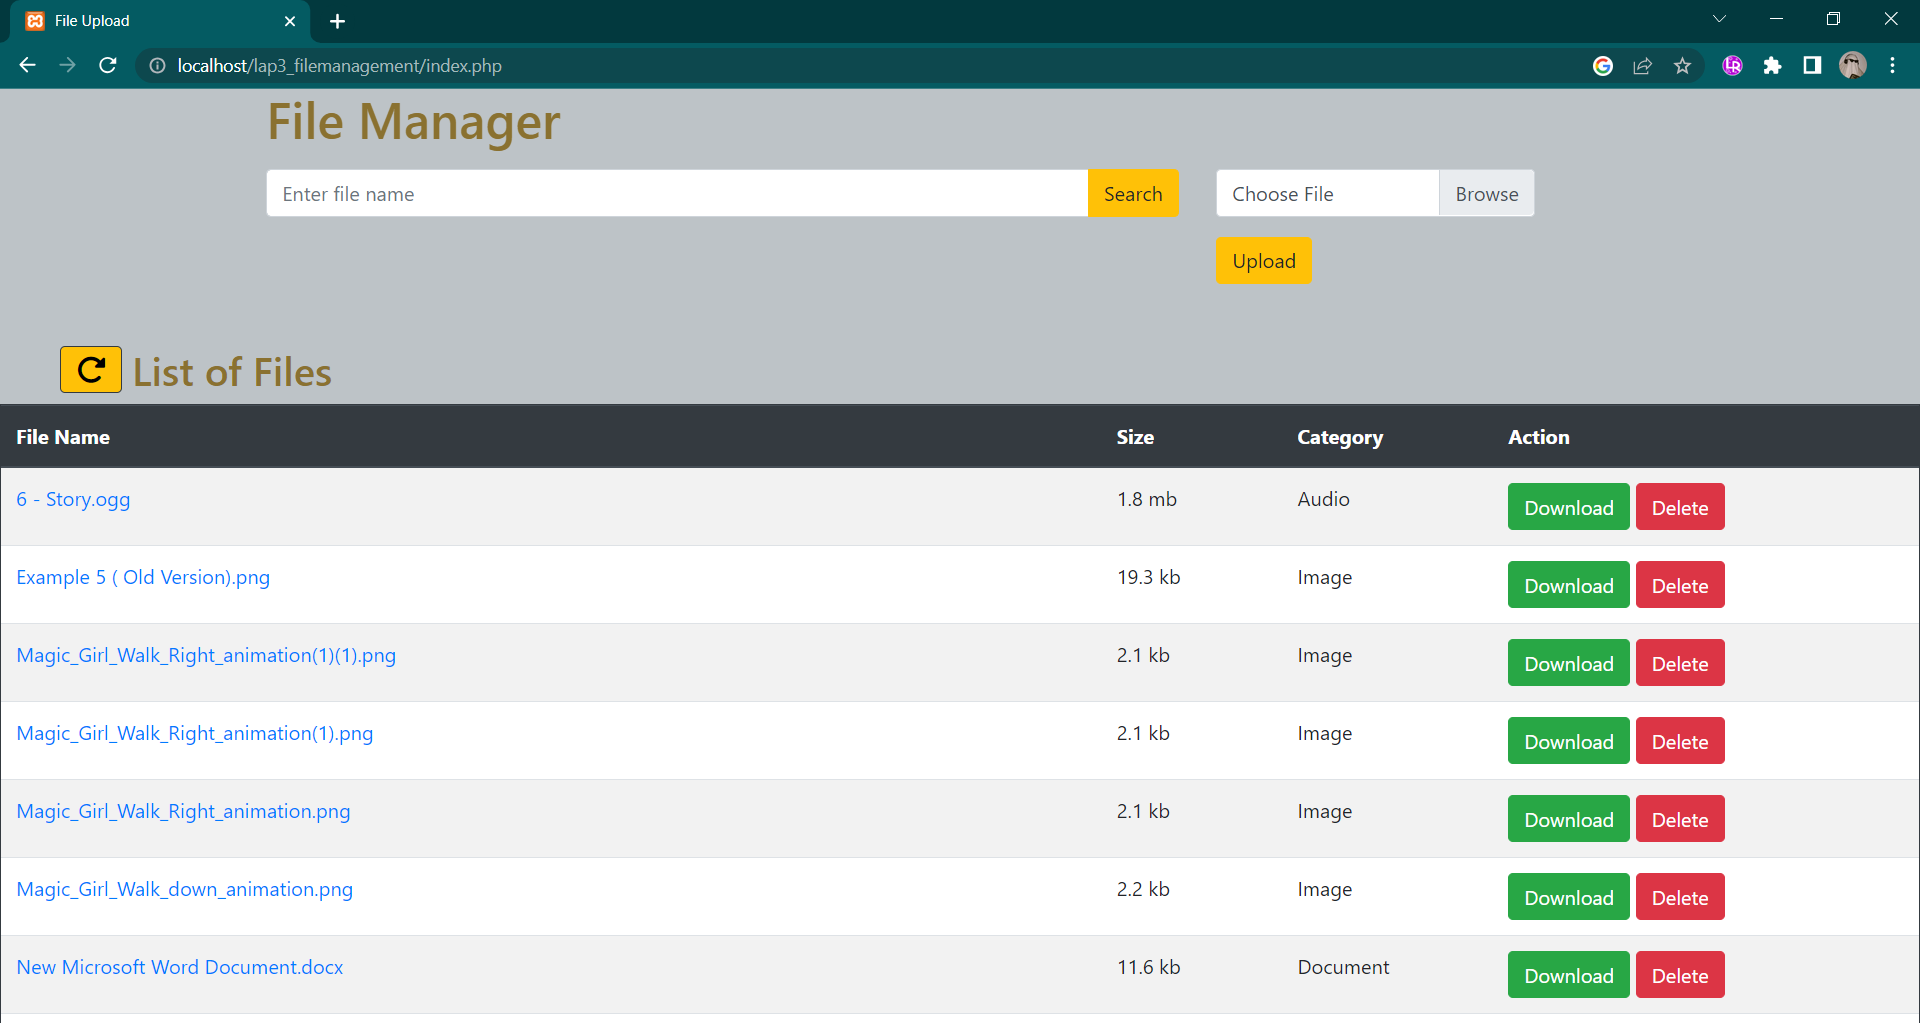 File Upload
localhost/lap3_filemanagement/index.php
File Manager
Enter file name Search Choose File Browse
Upload
List of Files
File Name Size Category Action
6 - Story.ogg 1.8 mb Audio Download Delete
Example 5 ( Old Version).png 19.3 kb Image Download Delete
Magic_Girl_Walk_Right_animation(1)(1).png 2.1 kb Image Download Delete
Magic_Girl_Walk_Right_animation(1).png 2.1 kb Image Download Delete
Magic_Girl_Walk_Right_animation.png 2.1 kb Image Download Delete
Magic_Girl_Walk_down_animation.png 2.2 kb Image Download Delete
New Microsoft Word Document.docx 11.6 kb Document Download Delete